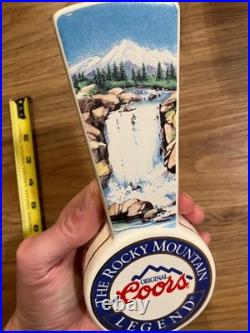 THE ROCKY MOUNTAIN
ORIGINAL
Coors
LEGEND